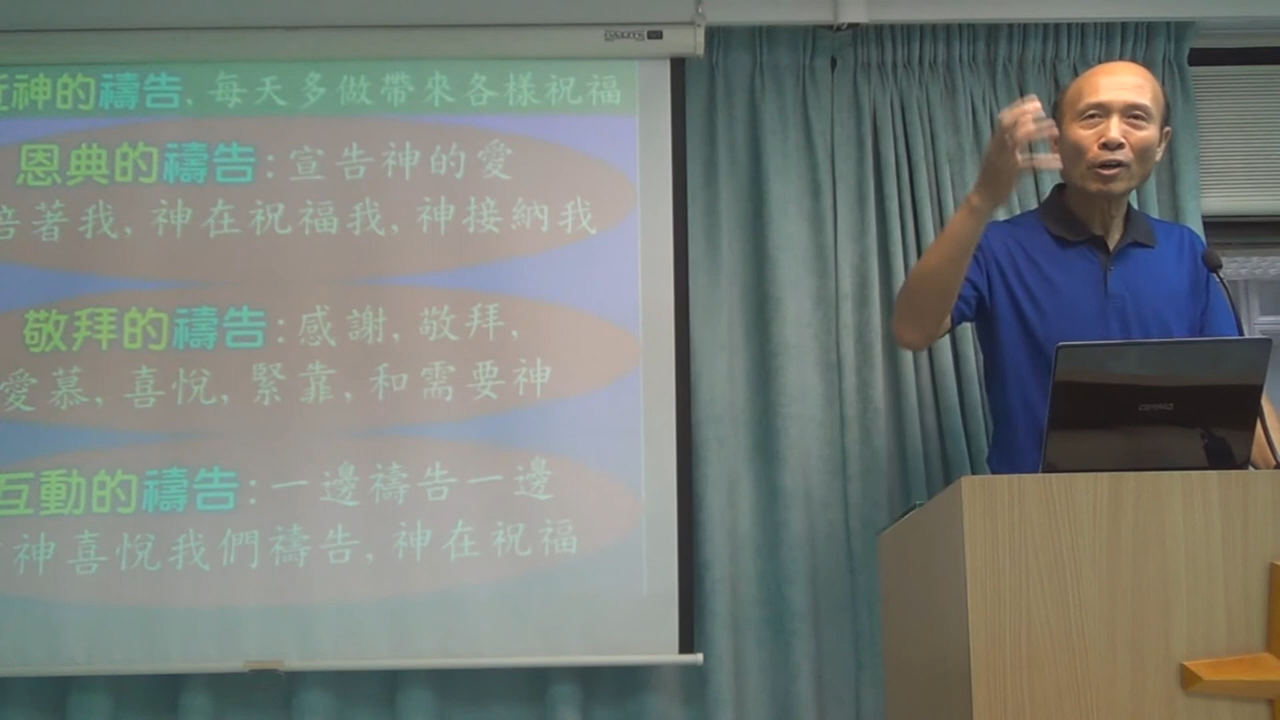 神的禱告, 每天多做帶來各樣祝福
恩典的禱告: 宣告神的愛
著我, 神在祝福我, 神接納我
敬拜的禱告: 感謝, 敬拜,
愛慕, 喜悅, 緊靠, 和需要神
互動的禱告: 一邊禱告一邊
神喜悅我們禱告, 神在祝福